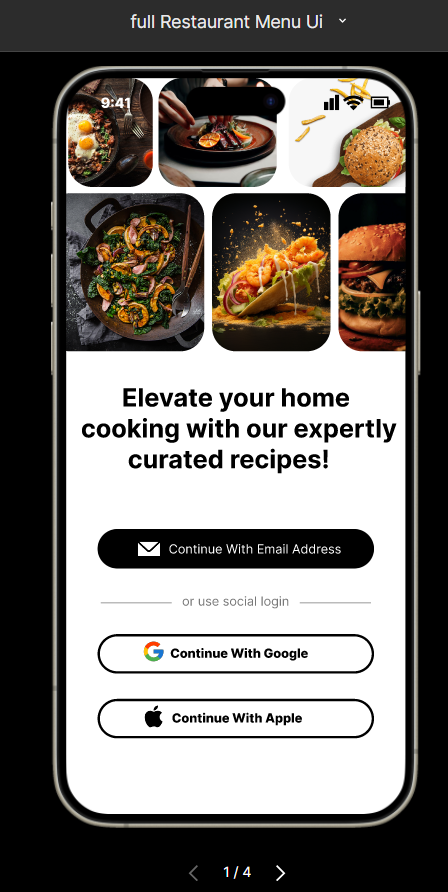 full Restaurant Menu Ui
9:41
Elevate your home
cooking with our expertly
curated recipes!
Continue With Email Address
or use social login
Continue With Google
Continue With Apple
1 / 4